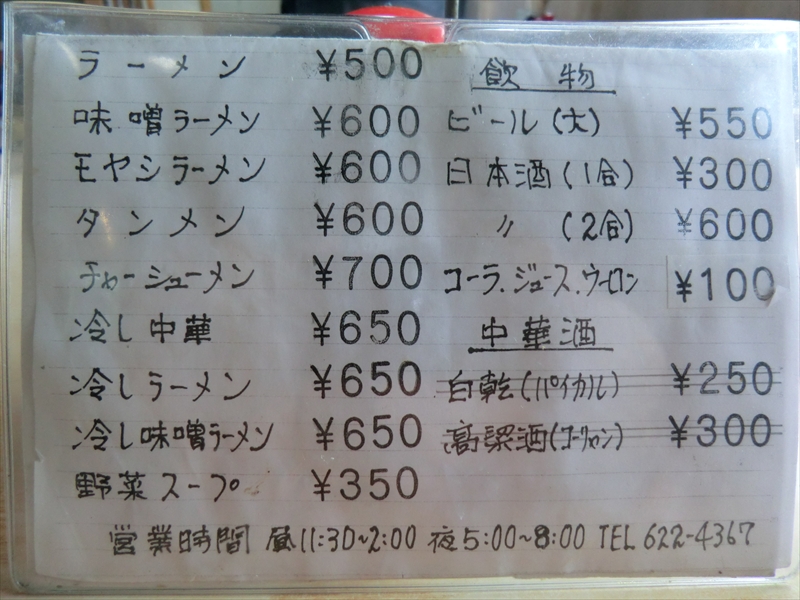 ラーメン ¥500
味噌ラーメン ¥600
モヤシラーメン ¥600
タンメン ¥600
チャーシューメン ¥700
冷し中華 ¥650
冷しラーメン ¥650
冷し味噌ラーメン ¥650
野菜スープ ¥350
飲物
ビール(大) ¥550
日本酒(1合) ¥300
〃 (2合) ¥600
コーラ.ジュース.ウーロン ¥100
中華酒
白乾(パイカル) ¥250
高粱酒(コーリャン) ¥300
営業時間 昼11:30~2:00 夜5:00~8:00 TEL 622-4367